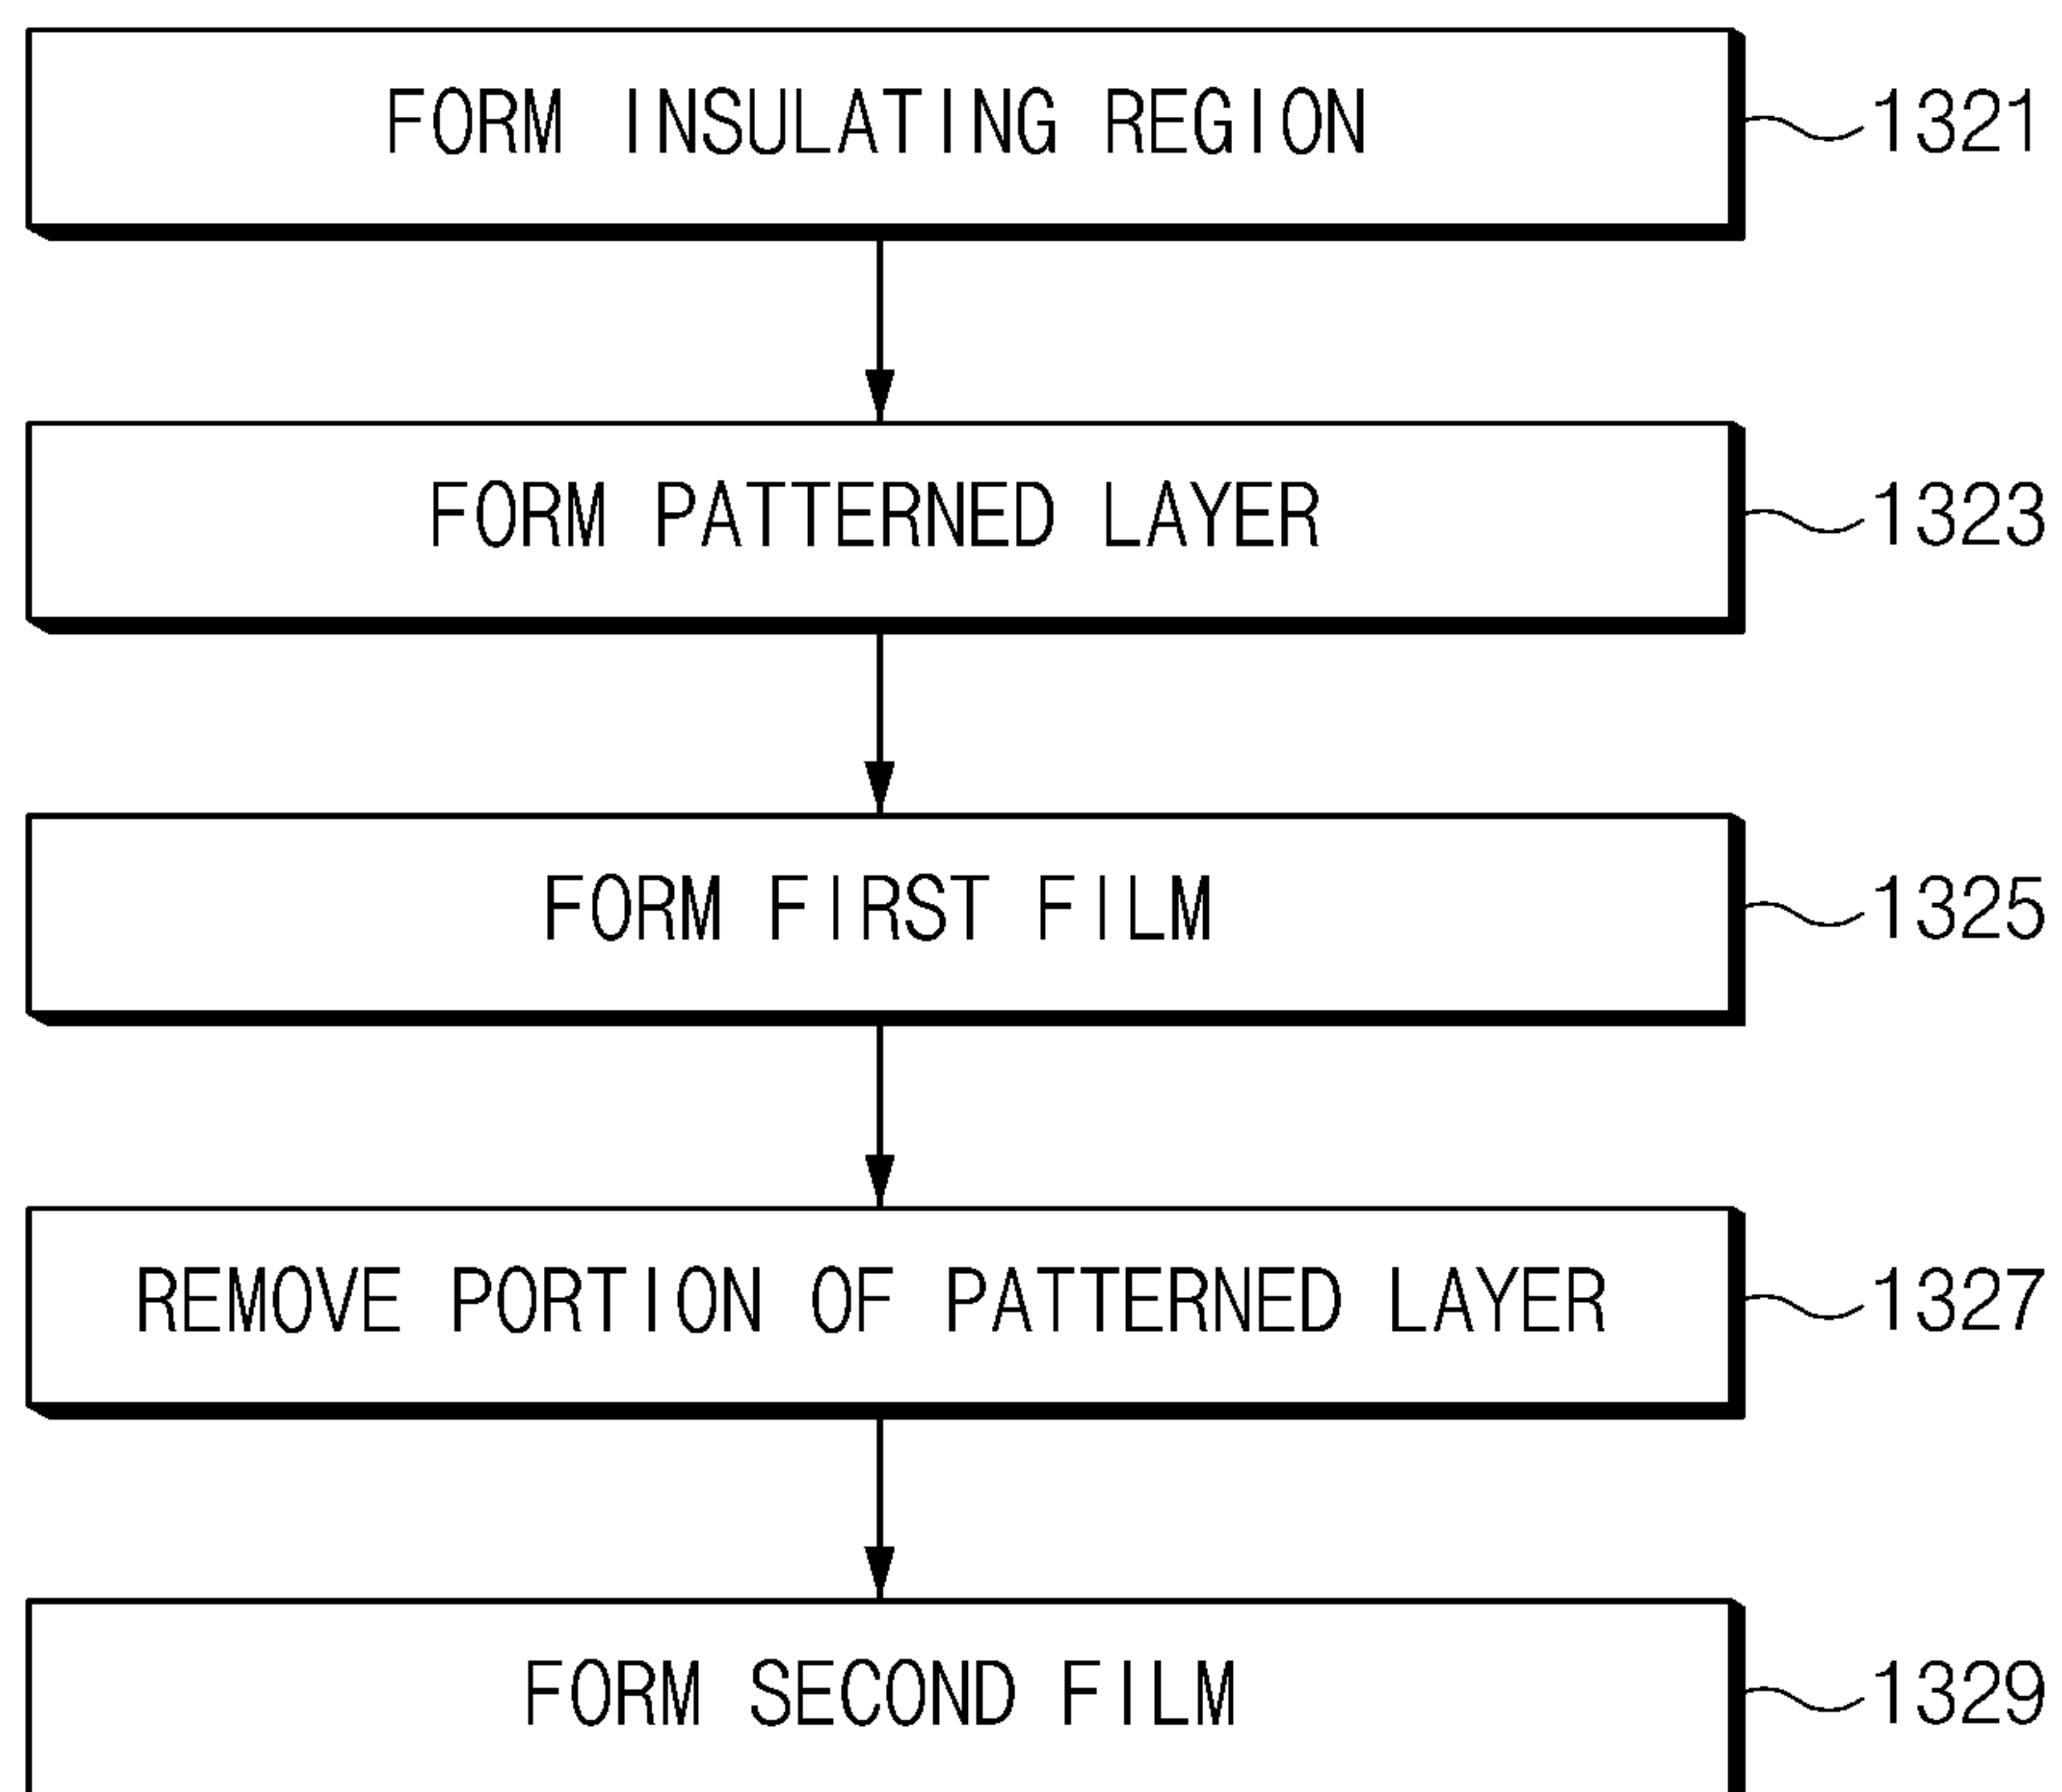 FORM INSULATING REGION 1321
FORM PATTERNED LAYER 1323
FORM FIRST FILM 1325
REMOVE PORTION OF PATTERNED LAYER 1327
FORM SECOND FILM 1329